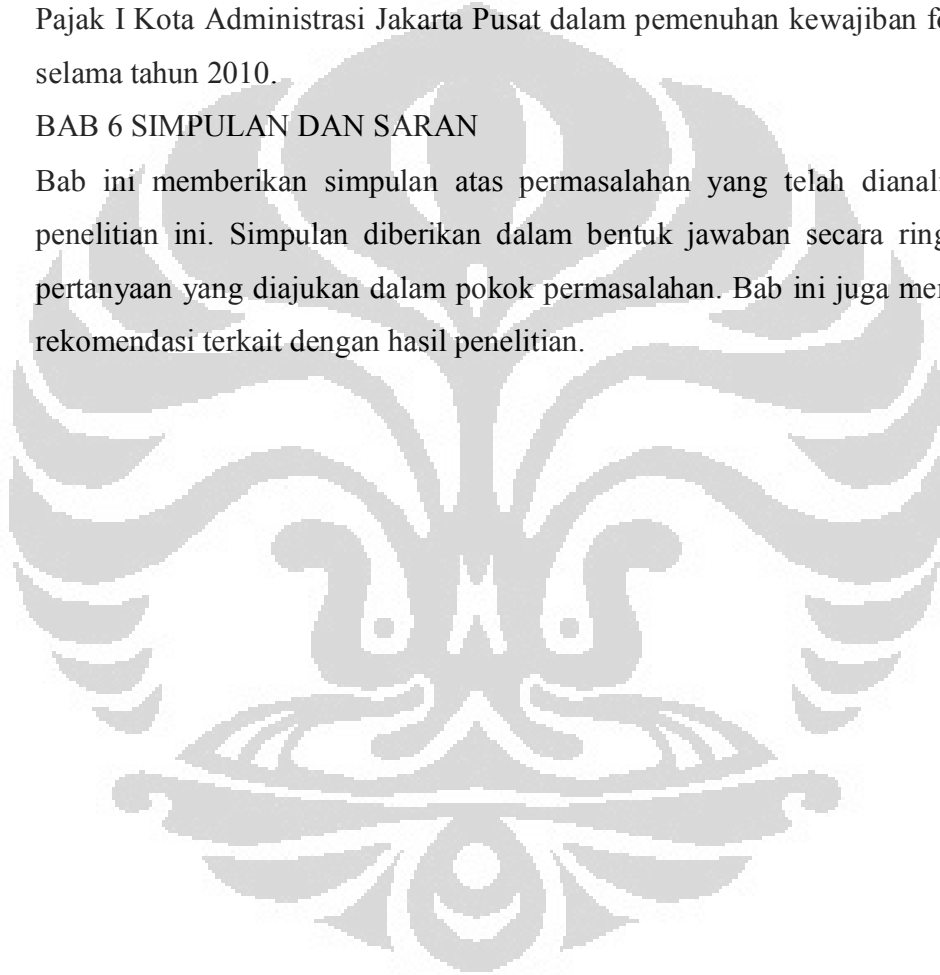 Pajak I Kota Administrasi Jakarta Pusat dalam pemenuhan kewajiban
selama tahun 2010.
BAB 6 SIMPULAN DAN SARAN
Bab ini memberikan simpulan atas permasalahan yang telah
penelitian ini. Simpulan diberikan dalam bentuk jawaban secara
pertanyaan yang diajukan dalam pokok permasalahan. Bab ini juga
rekomendasi terkait dengan hasil penelitian.